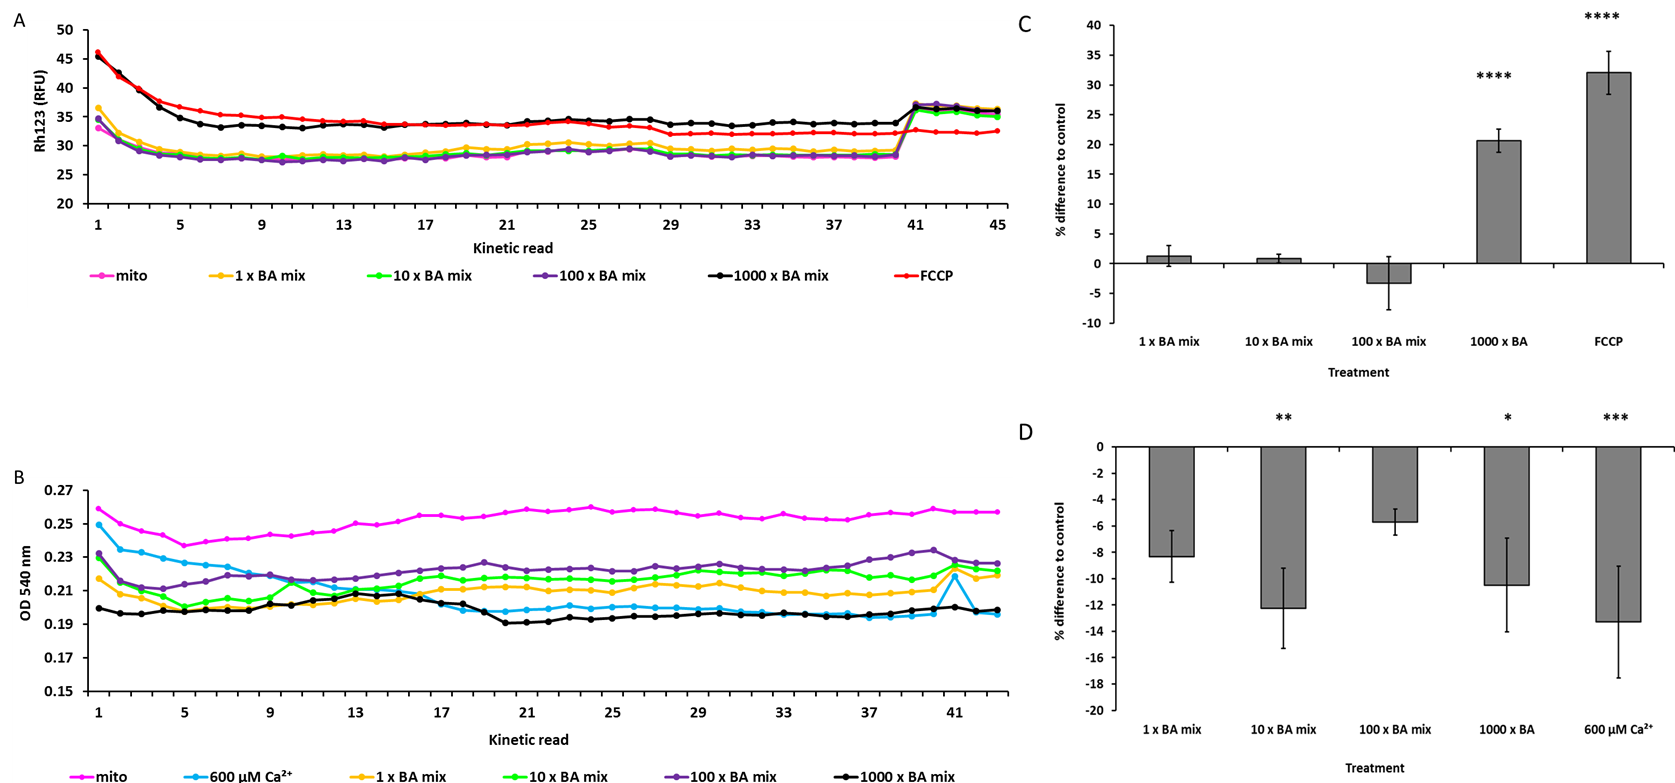 A
50
45
40
35
30
25
20
Rh123 (RFU)
1 5 9 13 17 21 25 29 33 37 41 45
Kinetic read
mito 1 x BA mix 10 x BA mix 100 x BA mix 1000 x BA mix FCCP
B
0.27
0.25
0.23
0.21
0.19
0.17
0.15
OD 540 nm
1 5 9 13 17 21 25 29 33 37 41
Kinetic read
mito 600 µM Ca²⁺ 1 x BA mix 10 x BA mix 100 x BA mix 1000 x BA mix
C
40
35
30
25
20
15
10
5
0
-5
-10
% difference to control
**** ****
1 x BA mix 10 x BA mix 100 x BA mix 1000 x BA FCCP
Treatment
D
0
-2
-4
-6
-8
-10
-12
-14
-16
-18
-20
% difference to control
** * ***
1 x BA mix 10 x BA mix 100 x BA mix 1000 x BA 600 µM Ca²⁺
Treatment